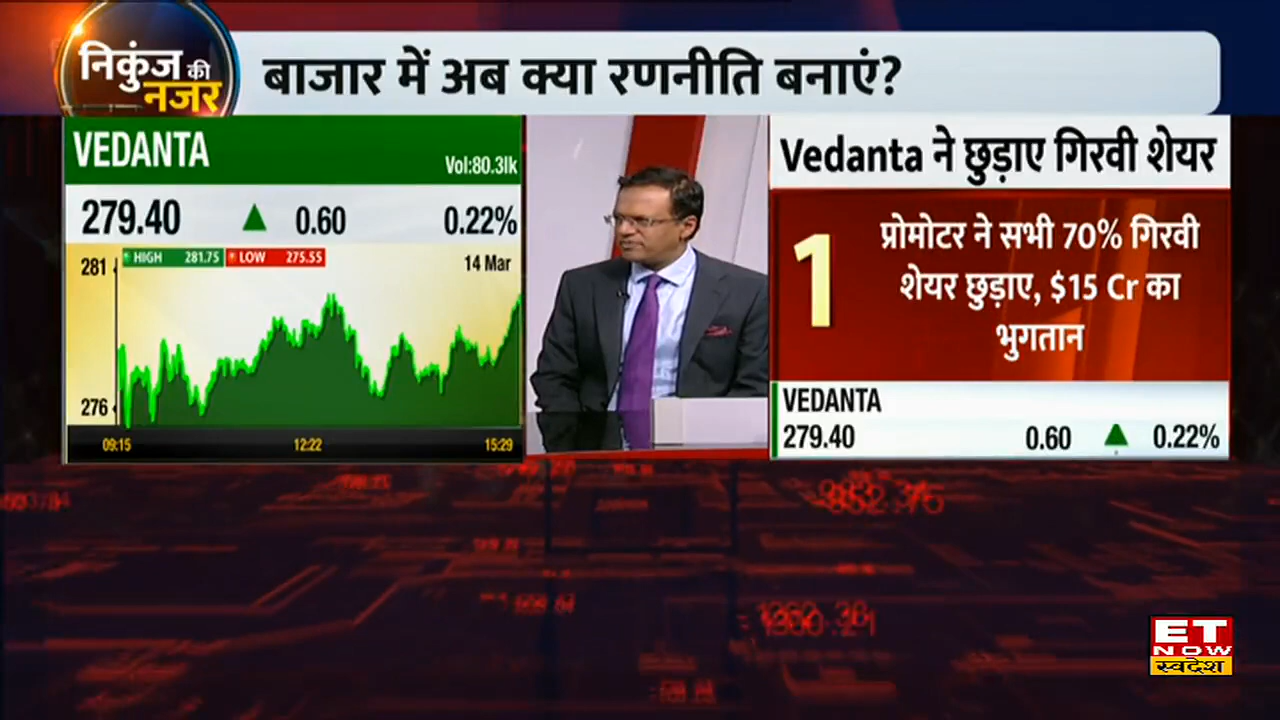 निकुंज की
नजर
बाजार में अब क्या रणनीति बनाएं?
VEDANTA
Vol:80.3lk
279.40 ▲ 0.60 0.22%
HIGH 281.75 LOW 275.55
14 Mar
281
276
09:15 12:22 15:29
Vedanta ने छुड़ाए गिरवी शेयर
1
प्रोमोटर ने सभी 70% गिरवी
शेयर छुड़ाए, $15 Cr का
भुगतान
VEDANTA
279.40 0.60 ▲ 0.22%
ET
NOW
स्वदेश